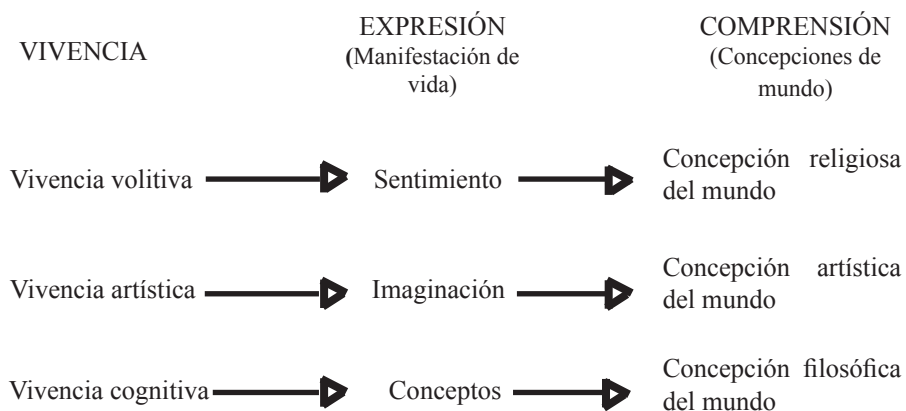 VIVENCIA
EXPRESIÓN
(Manifestación de
vida)
COMPRENSIÓN
(Concepciones de
mundo)
Vivencia volitiva
Sentimiento
Concepción religiosa
del mundo
Vivencia artística
Imaginación
Concepción artística
del mundo
Vivencia cognitiva
Conceptos
Concepción filosófica
del mundo